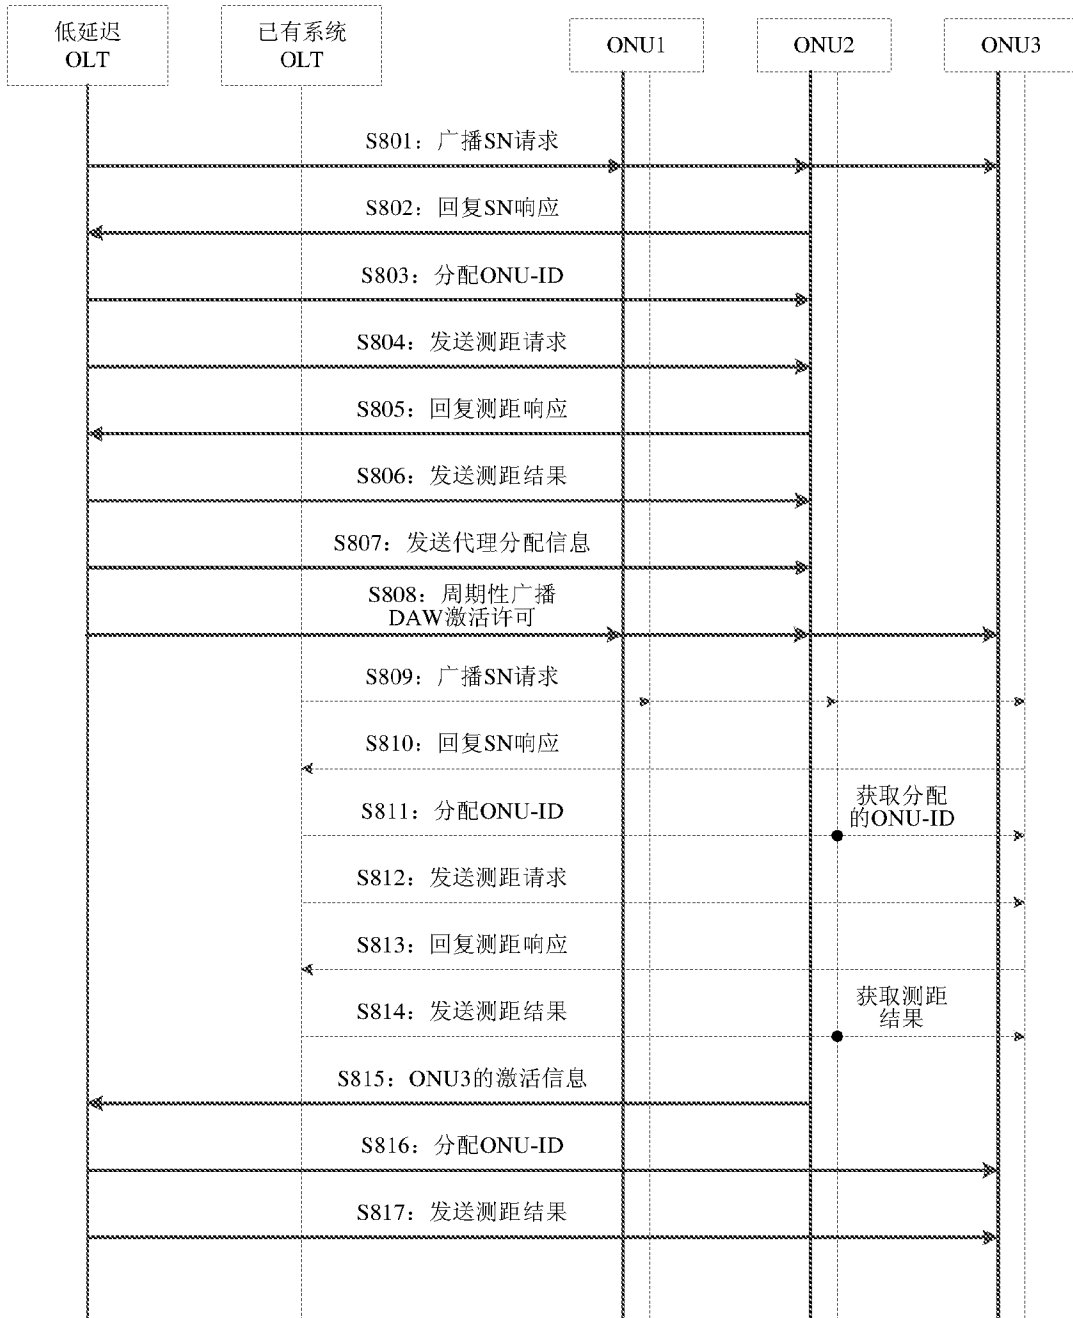 低延迟
OLT
已有系统
OLT
ONU1
ONU2
ONU3
S801：广播SN请求
S802：回复SN响应
S803：分配ONU-ID
S804：发送测距请求
S805：回复测距响应
S806：发送测距结果
S807：发送代理分配信息
S808：周期性广播
DAW激活许可
S809：广播SN请求
S810：回复SN响应
S811：分配ONU-ID
获取分配
的ONU-ID
S812：发送测距请求
S813：回复测距响应
S814：发送测距结果
获取测距
结果
S815：ONU3的激活信息
S816：分配ONU-ID
S817：发送测距结果